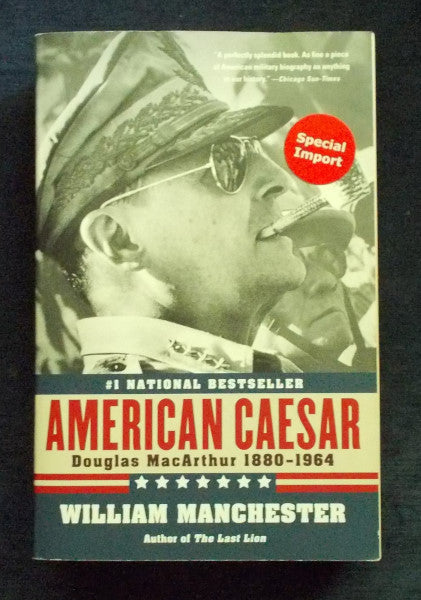 "A perfectly splendid book. As fine a piece
of American military biography as anything
in our history." —Chicago Sun-Times
Special
Import
#1 NATIONAL BESTSELLER
AMERICAN CAESAR
Douglas MacArthur 1880–1964
WILLIAM MANCHESTER
Author of The Last Lion